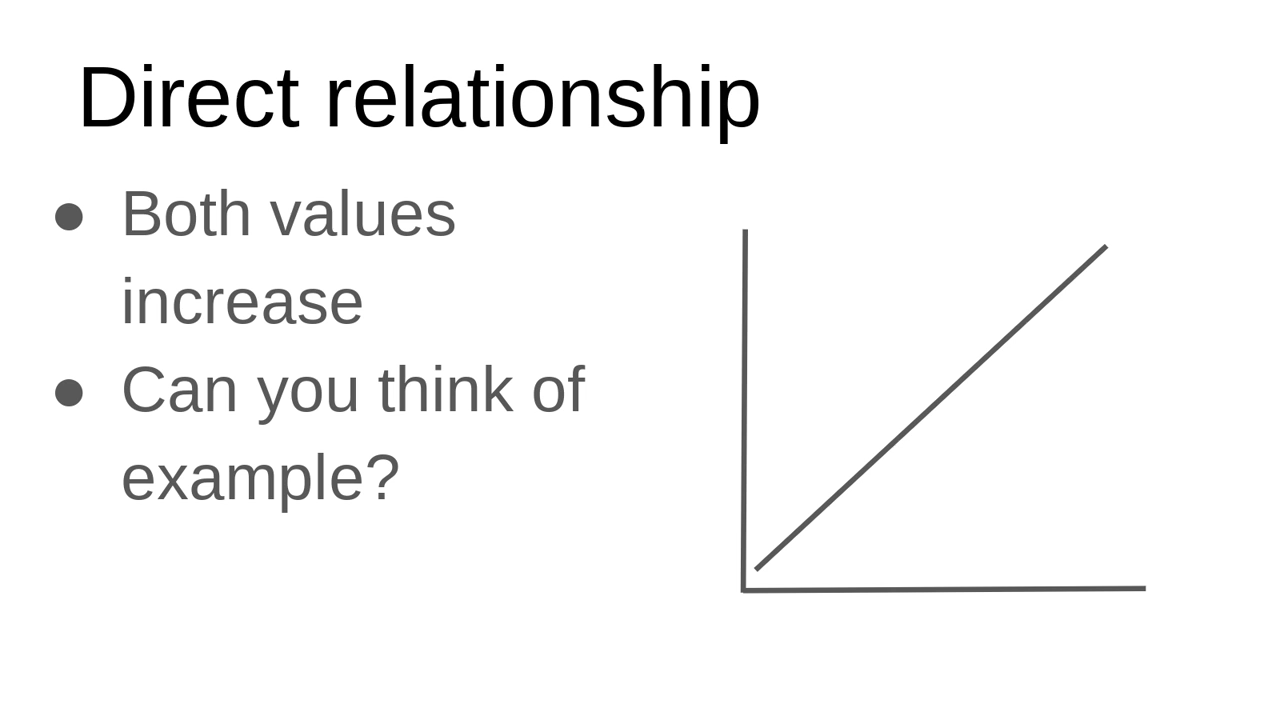 Direct relationship
● Both values
increase
● Can you think of
example?